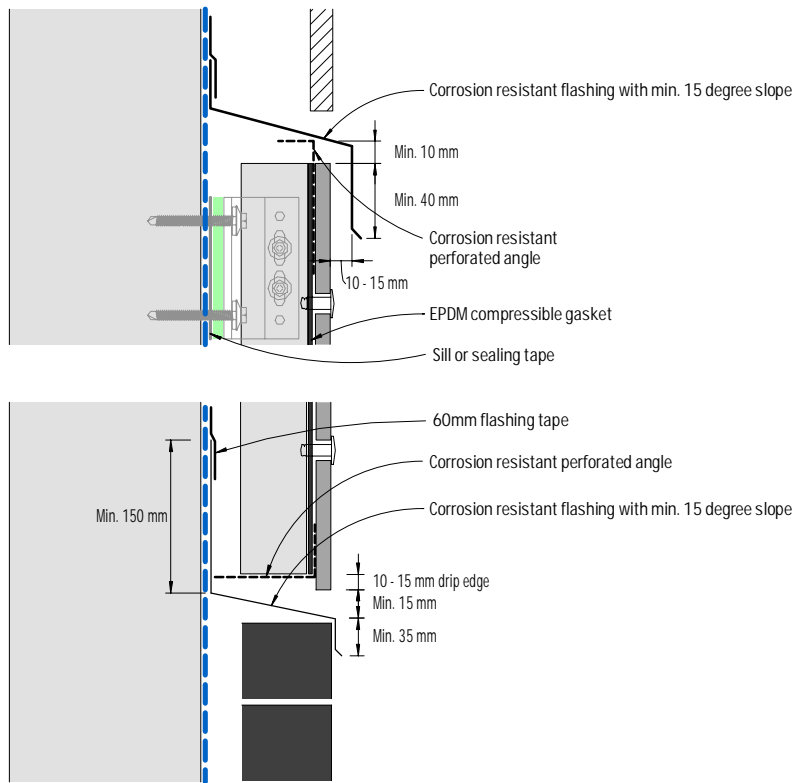 Corrosion resistant flashing with min. 15 degree slope
Min. 10 mm
Min. 40 mm
Corrosion resistant
perforated angle
10 - 15 mm
EPDM compressible gasket
Sill or sealing tape
60mm flashing tape
Corrosion resistant perforated angle
Min. 150 mm
Corrosion resistant flashing with min. 15 degree slope
10 - 15 mm drip edge
Min. 15 mm
Min. 35 mm